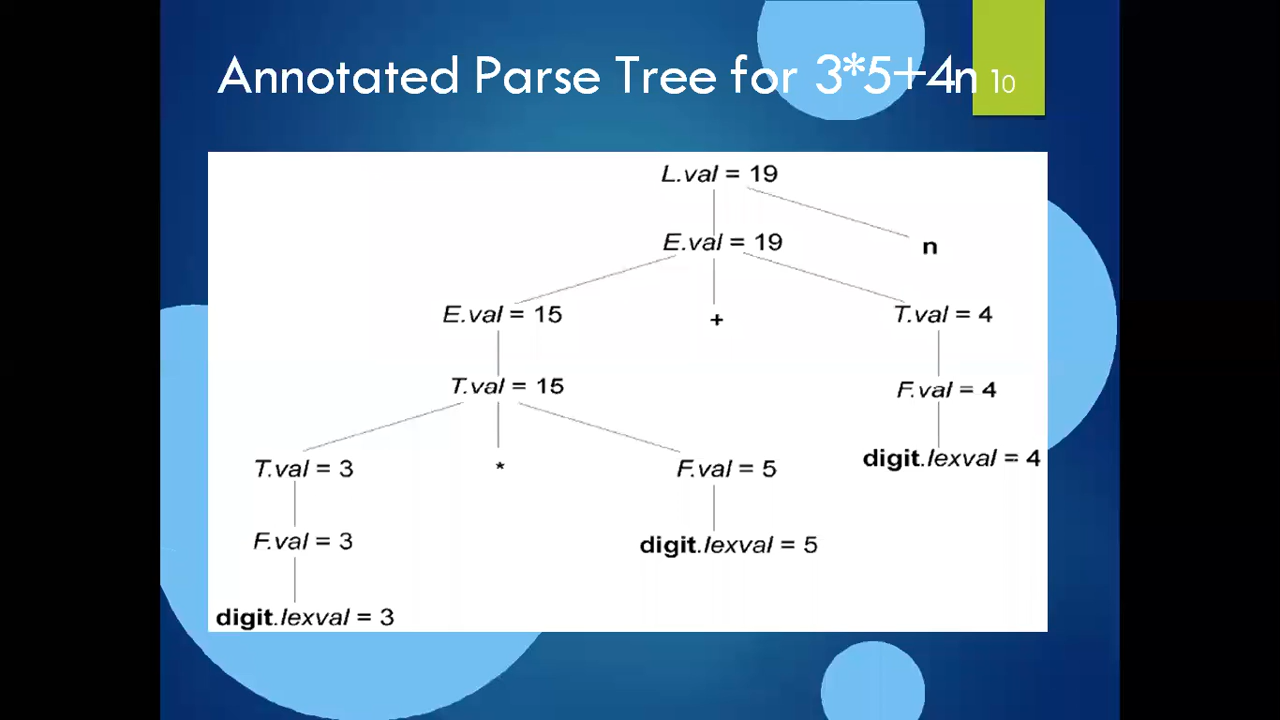 Annotated Parse Tree for 3*5+4n 10
L.val = 19
E.val = 19 n
E.val = 15 + T.val = 4
T.val = 15 F.val = 4
T.val = 3 * F.val = 5 digit.lexval = 4
F.val = 3 digit.lexval = 5
digit.lexval = 3